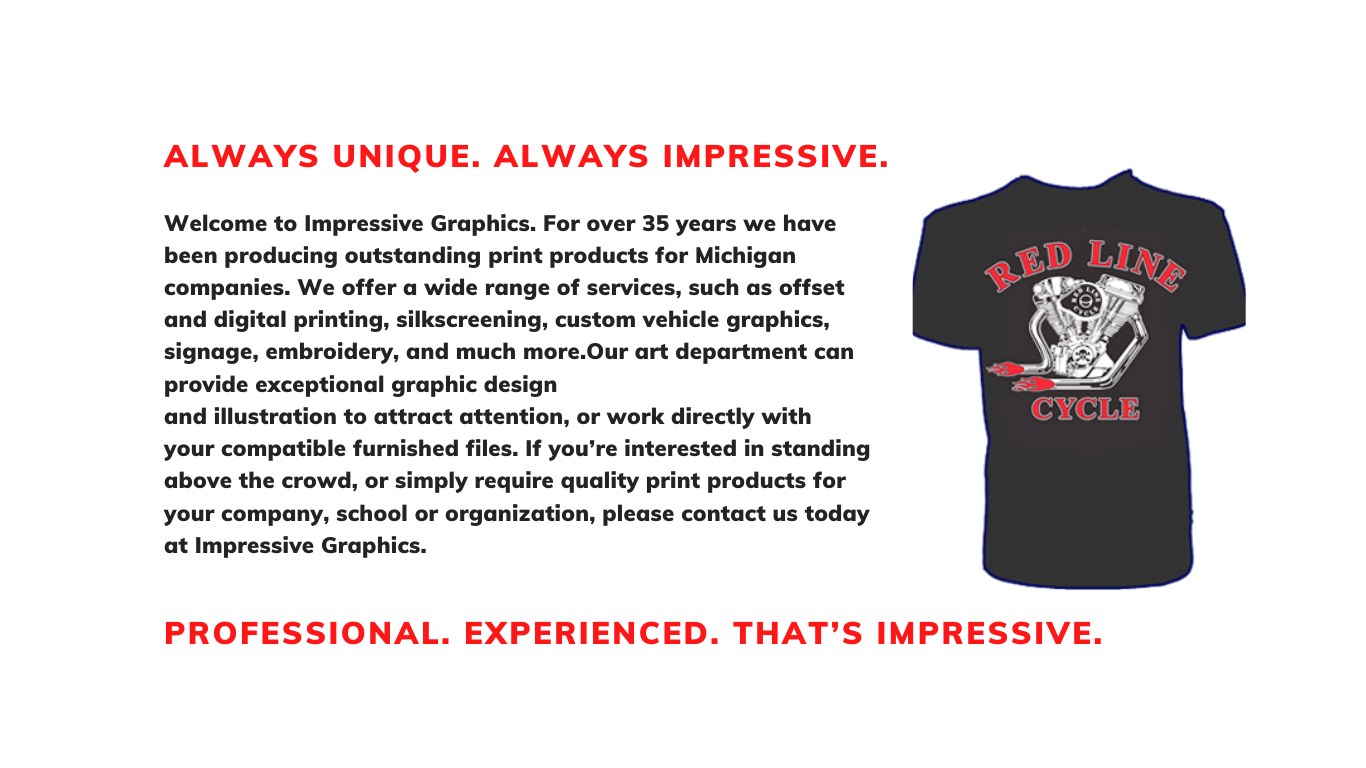 ALWAYS UNIQUE. ALWAYS IMPRESSIVE.
Welcome to Impressive Graphics. For over 35 years we have
been producing outstanding print products for Michigan
companies. We offer a wide range of services, such as offset
and digital printing, silkscreening, custom vehicle graphics,
signage, embroidery, and much more.Our art department can
provide exceptional graphic design
and illustration to attract attention, or work directly with
your compatible furnished files. If you’re interested in standing
above the crowd, or simply require quality print products for
your company, school or organization, please contact us today
at Impressive Graphics.
RED LINE
CYCLE
PROFESSIONAL. EXPERIENCED. THAT’S IMPRESSIVE.